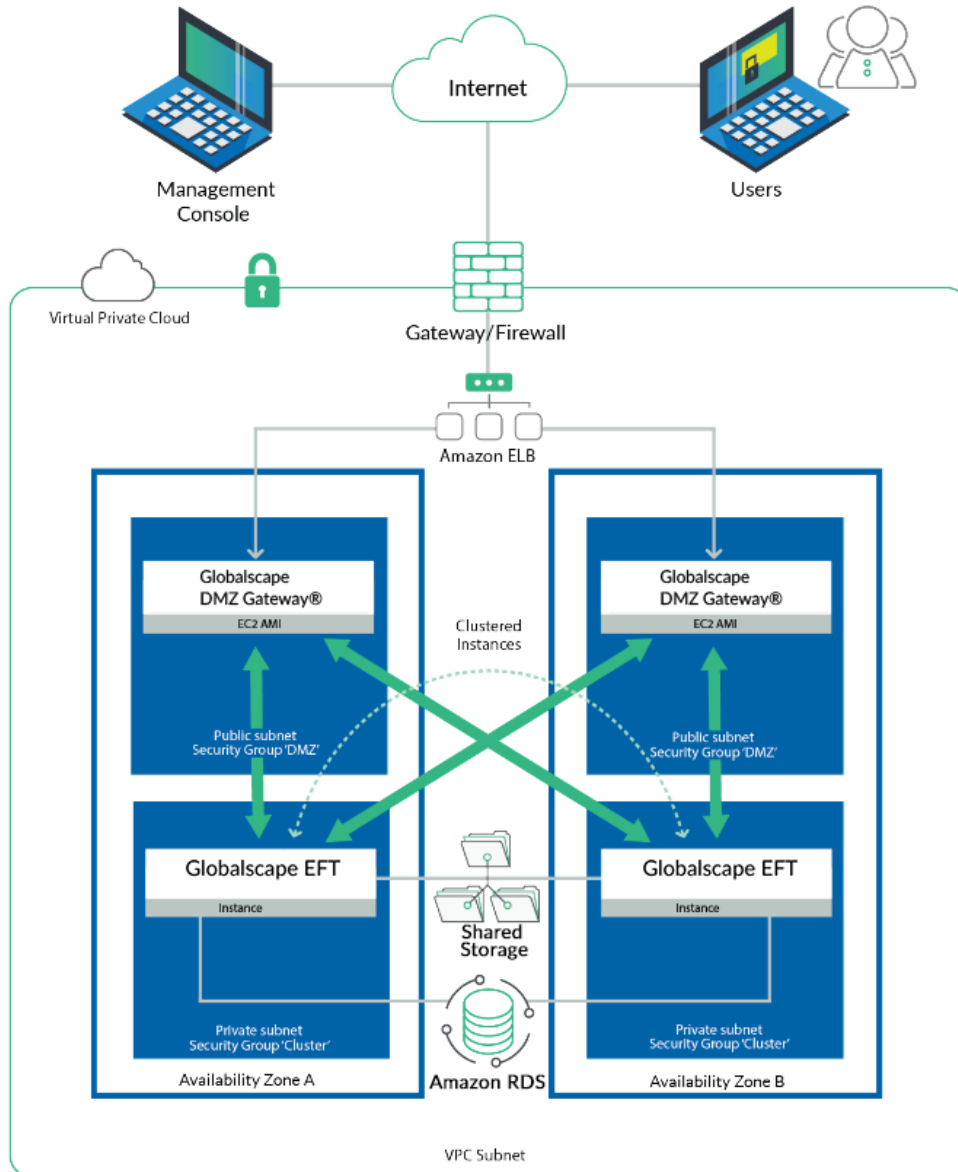 Internet
Management
Console
Users
Virtual Private Cloud
Gateway/Firewall
Amazon ELB
Globalscape
DMZ Gateway®
EC2 AMI
Globalscape
DMZ Gateway®
EC2 AMI
Clustered
Instances
Public subnet
Security Group 'DMZ'
Public subnet
Security Group 'DMZ'
Globalscape EFT
Instance
Globalscape EFT
Instance
Shared
Storage
Private subnet
Security Group 'Cluster'
Private subnet
Security Group 'Cluster'
Amazon RDS
Availability Zone A
Availability Zone B
VPC Subnet